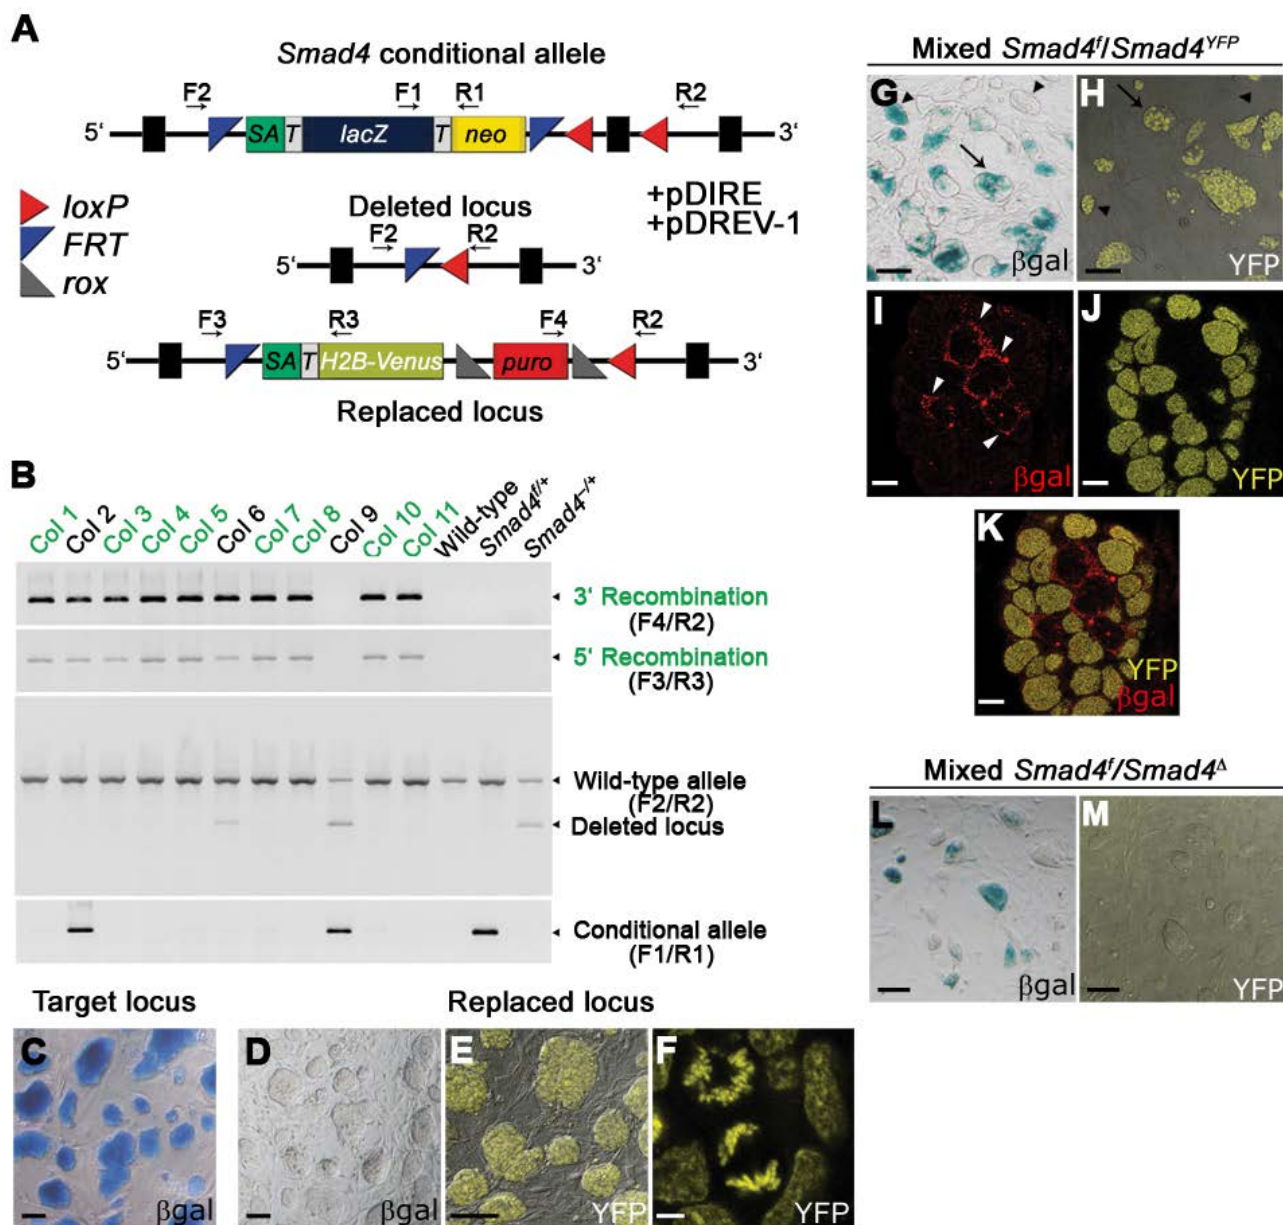 A
Smad4 conditional allele
F2 F1 R1 R2
5‘ SA T lacZ T neo 3‘
loxP
FRT
rox
Deleted locus
+pDIRE
+pDREV-1
F2 R2
5‘ 3‘
F3 R3 F4 R2
5‘ SA T H2B-Venus puro 3‘
Replaced locus
B
Col 1 Col 2 Col 3 Col 4 Col 5 Col 6 Col 7 Col 8 Col 9 Col 10 Col 11 Wild-type Smad4f/+ Smad4−/+
3‘ Recombination
(F4/R2)
5‘ Recombination
(F3/R3)
Wild-type allele
(F2/R2)
Deleted locus
Conditional allele
(F1/R1)
Target locus
C
βgal
Replaced locus
D
βgal
E
YFP
F
YFP
Mixed Smad4f/Smad4YFP
G
βgal
H
YFP
I
βgal
J
YFP
K
YFP
βgal
Mixed Smad4f/Smad4Δ
L
βgal
M
YFP